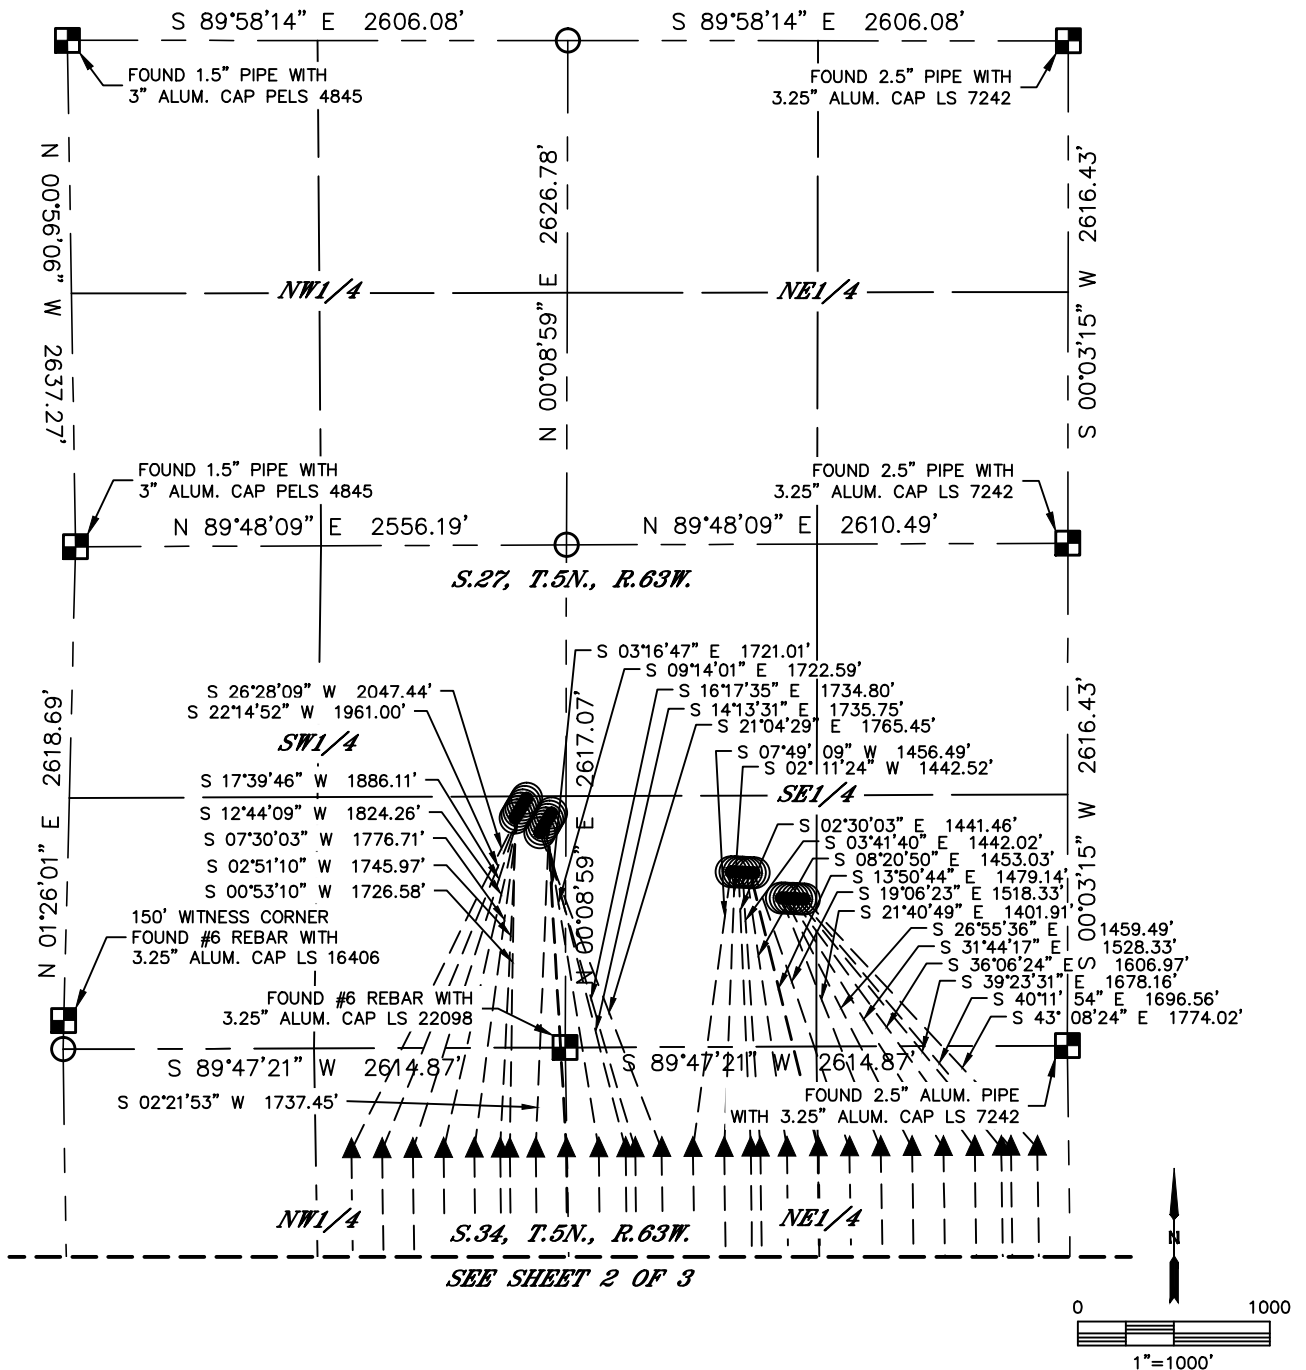 S 89°58'14" E 2606.08'
S 89°58'14" E 2606.08'
FOUND 1.5" PIPE WITH
3" ALUM. CAP PELS 4845
FOUND 2.5" PIPE WITH
3.25" ALUM. CAP LS 7242
N 00°56'06" W 2637.27'
N 00°08'59" E 2626.78'
S 00°03'15" W 2616.43'
NW1/4
NE1/4
FOUND 1.5" PIPE WITH
3" ALUM. CAP PELS 4845
FOUND 2.5" PIPE WITH
3.25" ALUM. CAP LS 7242
N 89°48'09" E 2556.19'
N 89°48'09" E 2610.49'
S.27, T.5N., R.63W.
S 03°16'47" E 1721.01'
S 09°14'01" E 1722.59'
S 16°17'35" E 1734.80'
S 14°13'31" E 1735.75'
S 21°04'29" E 1765.45'
S 26°28'09" W 2047.44'
S 22°14'52" W 1961.00'
SW1/4
S 07°49' 09" W 1456.49'
S 02°11'24" W 1442.52'
SE1/4
S 17°39'46" W 1886.11'
S 12°44'09" W 1824.26'
S 07°30'03" W 1776.71'
S 02°51'10" W 1745.97'
S 00°53'10" W 1726.58'
S 02°30'03" E 1441.46'
S 03°41'40" E 1442.02'
S 08°20'50" E 1453.03'
S 13°50'44" E 1479.14'
S 19°06'23" E 1518.33'
S 21°40'49" E 1401.91'
S 26°55'36" E 1459.49'
S 31°44'17" E 1528.33'
S 36°06'24" E 1606.97'
S 39°23'31" E 1678.16'
S 40°11' 54" E 1696.56'
S 43° 08'24" E 1774.02'
N 01°26'01" E 2618.69'
N 00°08'59" E 2617.07'
S 00°03'15" W 2616.43'
150' WITNESS CORNER
FOUND #6 REBAR WITH
3.25" ALUM. CAP LS 16406
FOUND #6 REBAR WITH
3.25" ALUM. CAP LS 22098
S 89°47'21" W 2614.87'
S 89°47'21" W 2614.87'
S 02°21'53" W 1737.45'
FOUND 2.5" ALUM. PIPE
WITH 3.25" ALUM. CAP LS 7242
NW1/4
NE1/4
S.34, T.5N., R.63W.
SEE SHEET 2 OF 3
N
0 1000
1"=1000'